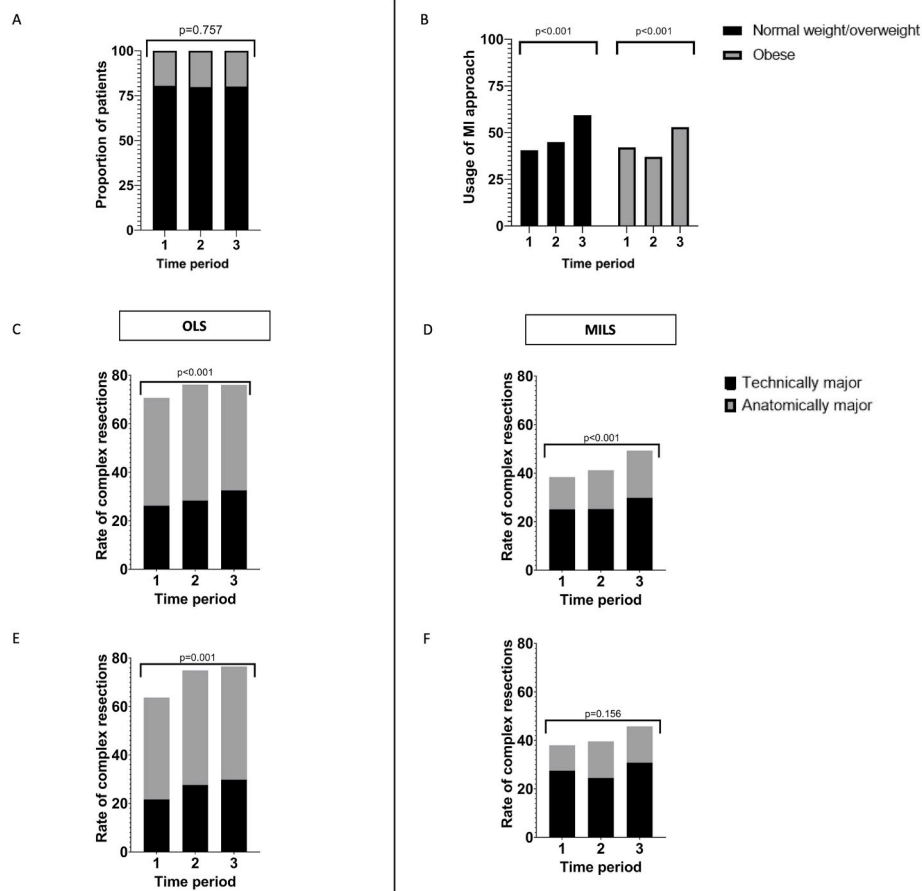 A
p=0.757
100
75
50
25
0
Proportion of patients
1 2 3
Time period
B
p<0.001 p<0.001
100
75
50
25
0
Usage of MI approach
1 2 3 1 2 3
Time period
Normal weight/overweight
Obese
C
OLS
p<0.001
80
60
40
20
0
Rate of complex resections
1 2 3
Time period
D
MILS
p<0.001
80
60
40
20
0
Rate of complex resections
1 2 3
Time period
Technically major
Anatomically major
E
p=0.001
80
60
40
20
0
Rate of complex resections
1 2 3
Time period
F
p=0.156
80
60
40
20
0
Rate of complex resections
1 2 3
Time period